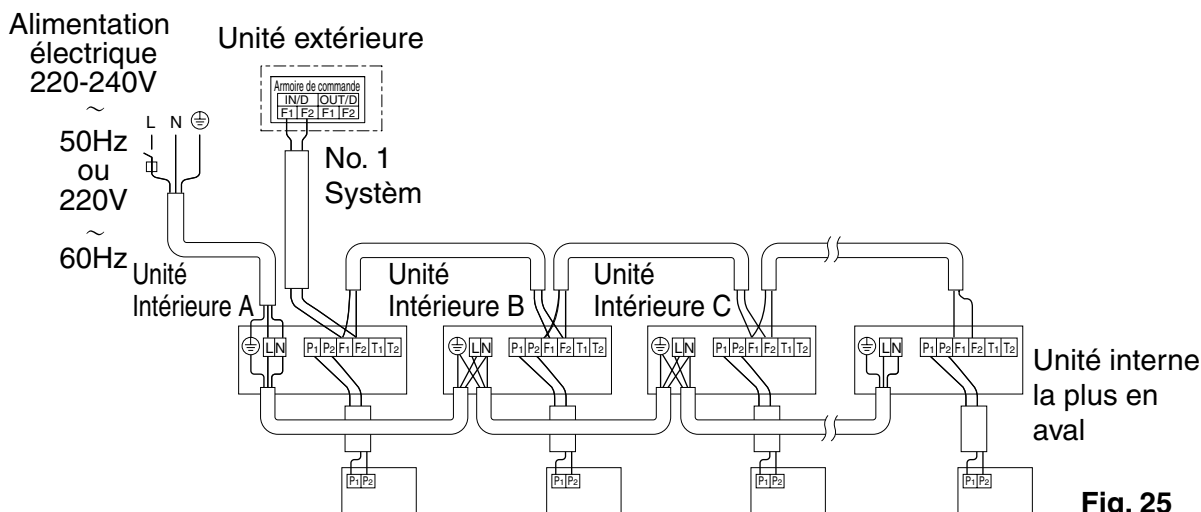 Alimentation
électrique
220-240V
~
50Hz
ou
220V
~
60Hz
L N
Unité extérieure
Armoire de commande
IN/D OUT/D
F1 F2 F1 F2
No. 1
Systèm
Unité
Intérieure A
Unité
Intérieure B
Unité
Intérieure C
L N P1 P2 F1 F2 T1 T2
L N P1 P2 F1 F2 T1 T2
L N P1 P2 F1 F2 T1 T2
L N P1 P2 F1 F2 T1 T2
Unité interne
la plus en
aval
P1 P2
P1 P2
P1 P2
P1 P2
Fig. 25